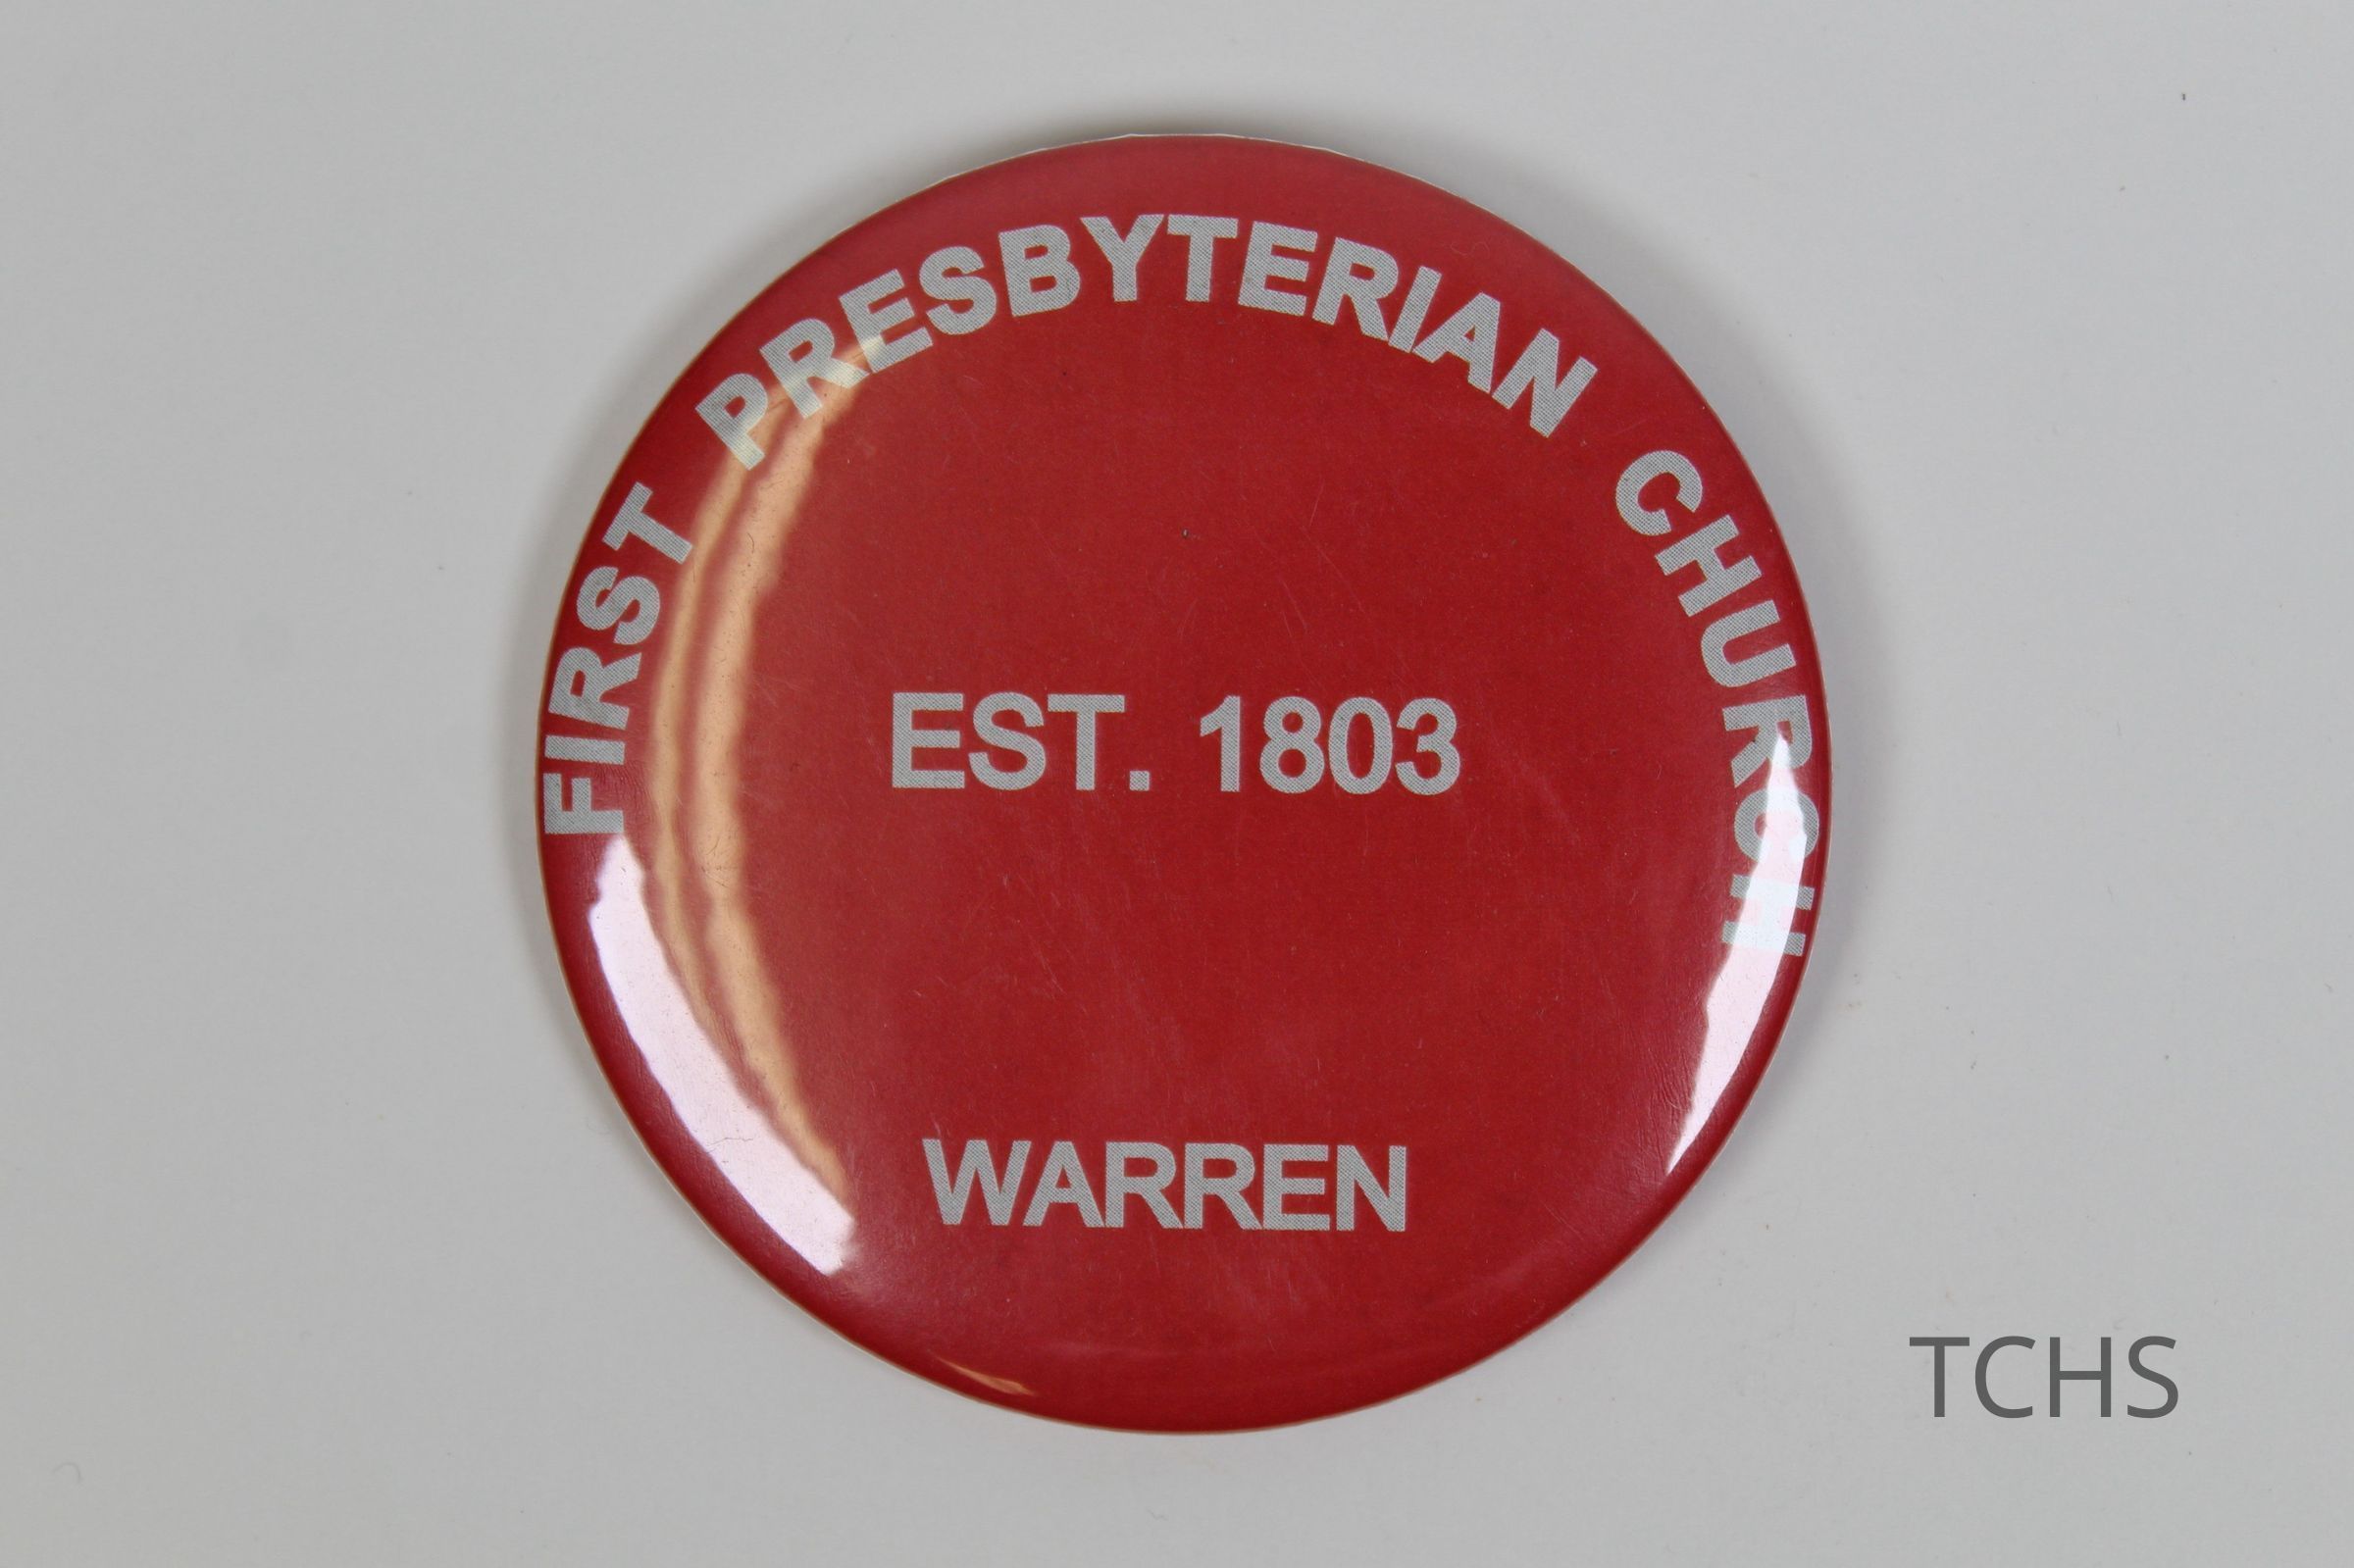 FIRST PRESBYTERIAN CHURCH
EST. 1803
WARREN
TCHS